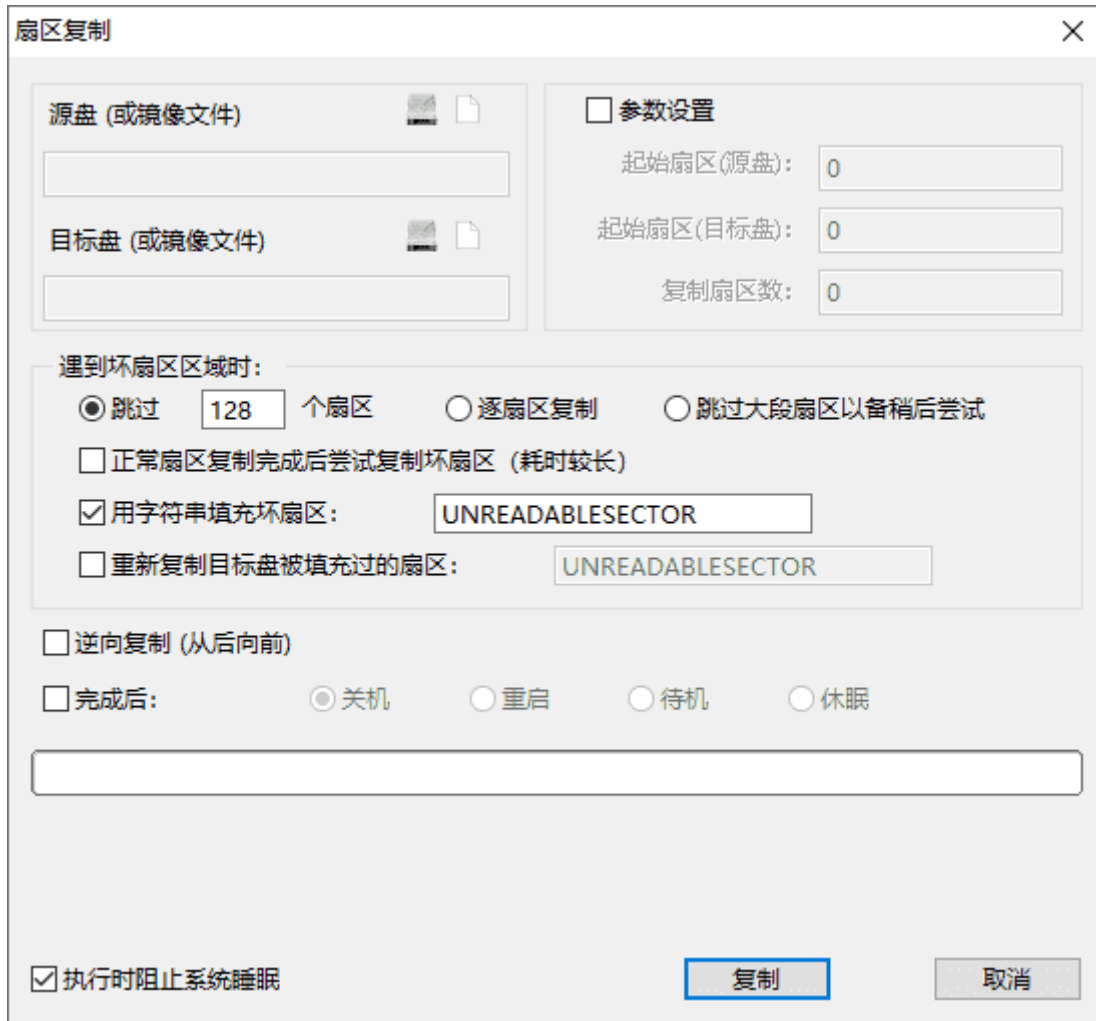 扇区复制
源盘 (或镜像文件)
目标盘 (或镜像文件)
参数设置
起始扇区(源盘): 0
起始扇区(目标盘): 0
复制扇区数: 0
遇到坏扇区区域时:
跳过 128 个扇区 逐扇区复制 跳过大段扇区以备稍后尝试
正常扇区复制完成后尝试复制坏扇区 (耗时较长)
用字符串填充坏扇区: UNREADABLESECTOR
重新复制目标盘被填充过的扇区: UNREADABLESECTOR
逆向复制 (从后向前)
完成后: 关机 重启 待机 休眠
执行时阻止系统睡眠 复制 取消